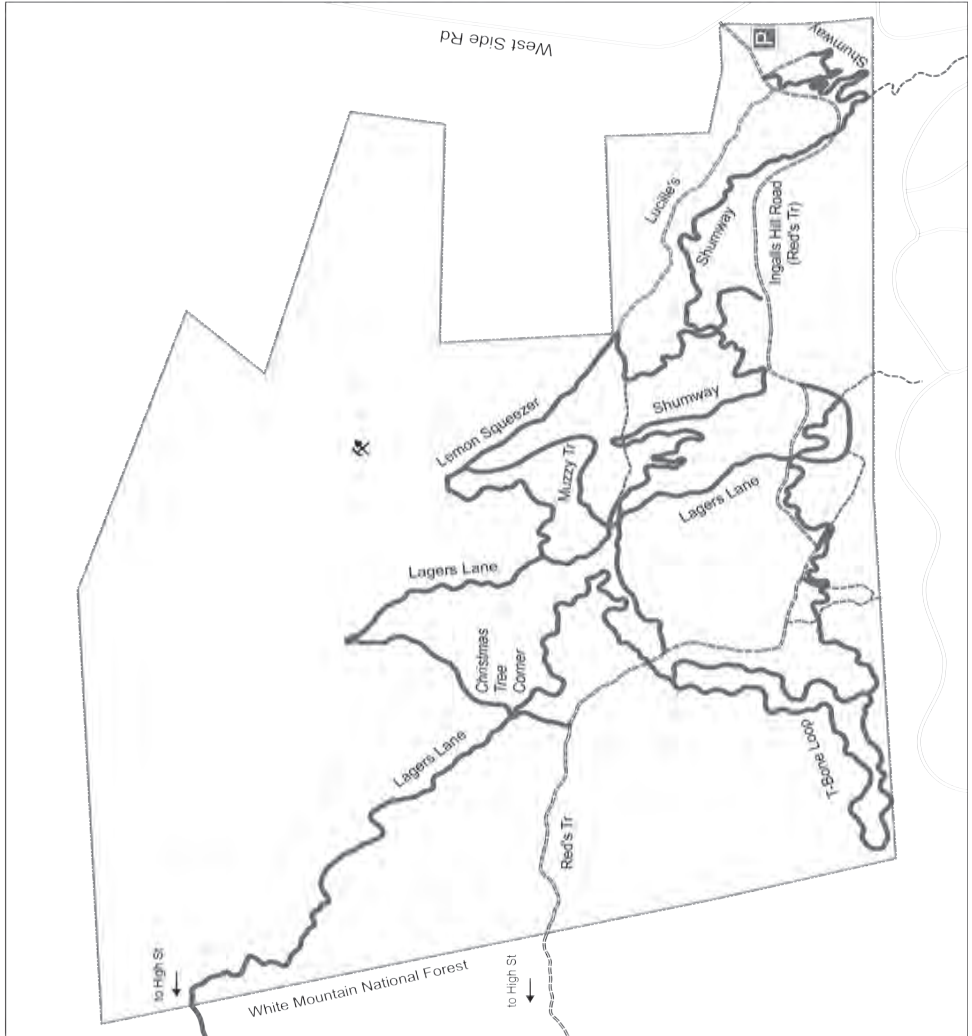 West Side Rd
P
Shumway
Lucille's
Shumway
Ingalls Hill Road
(Red's Tr)
Lemon Squeezer
Shumway
Muzzy Tr
Lagers Lane
Lagers Lane
Christmas
Tree
Corner
Lagers Lane
T-Bone Loop
Red's Tr
to High St
White Mountain National Forest
to High St